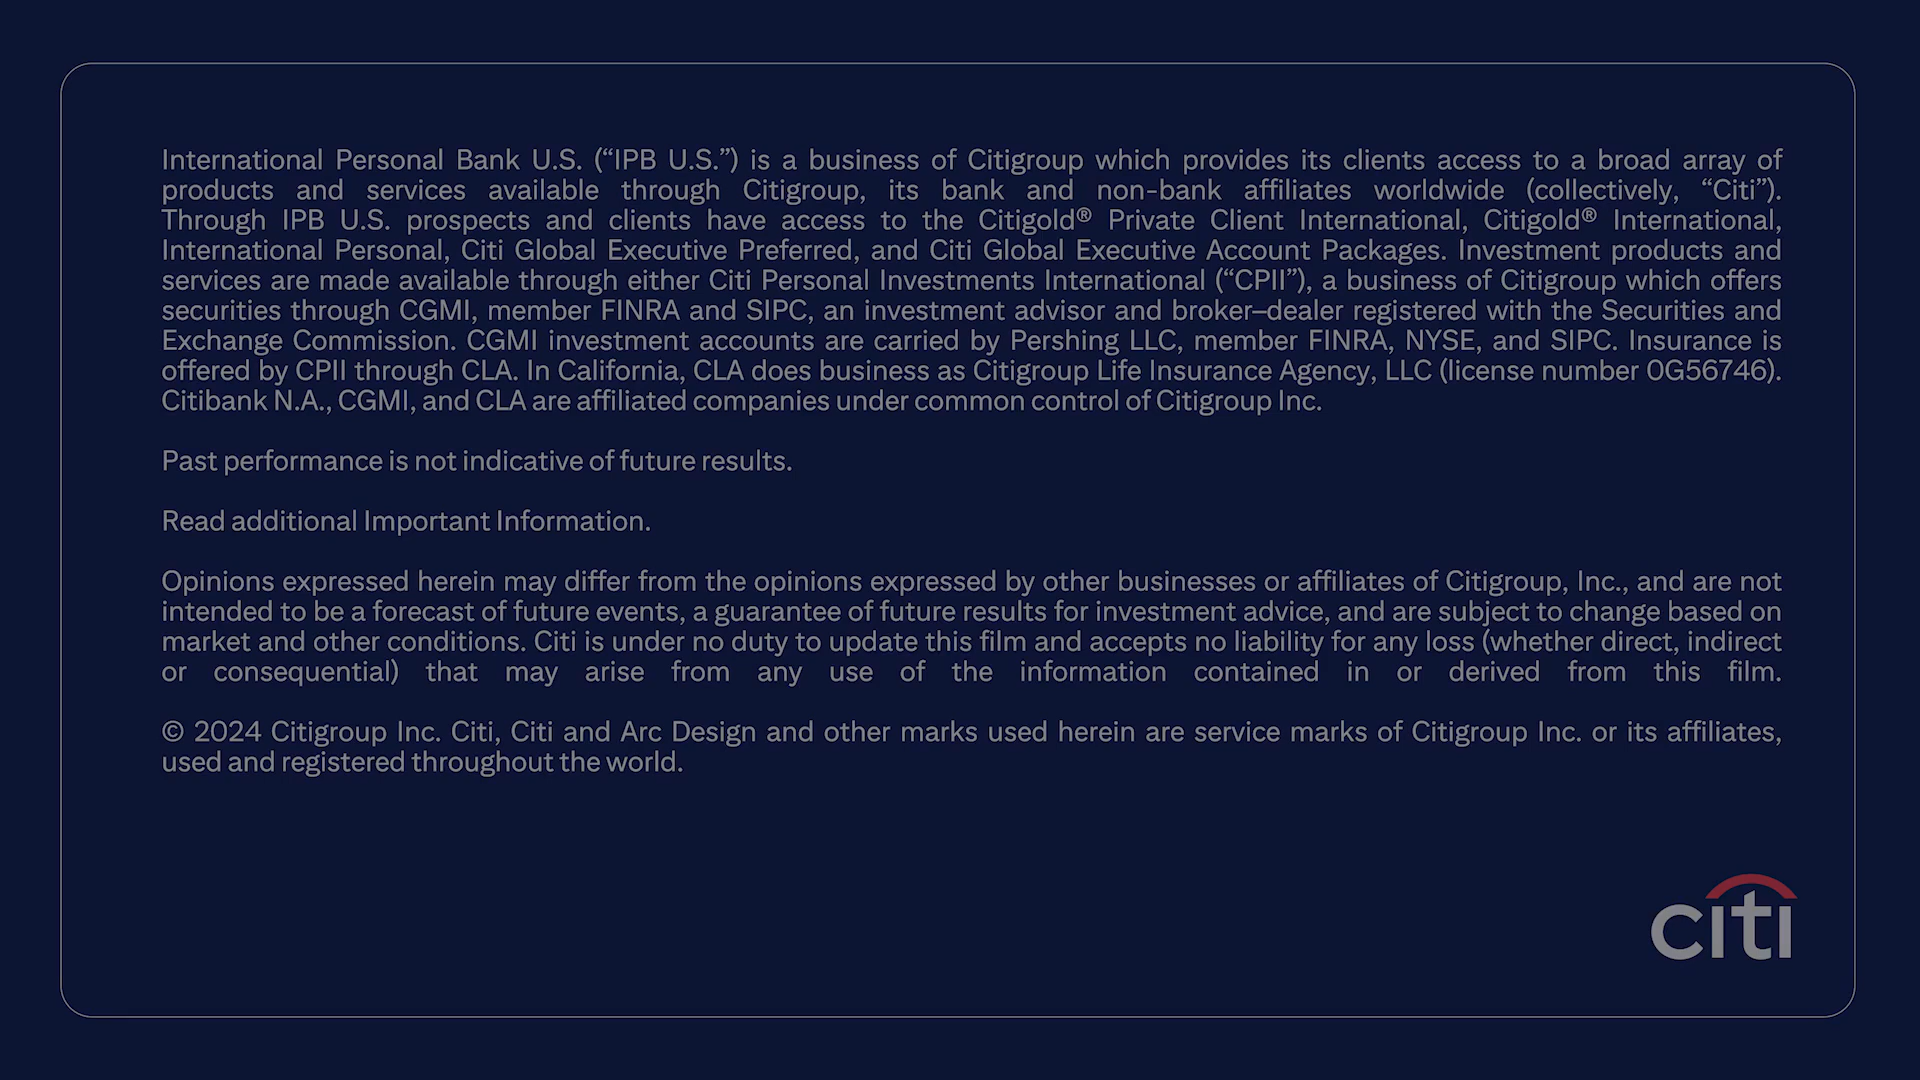 International Personal Bank U.S. (“IPB U.S.”) is a business of Citigroup which provides its clients access to a broad array of
products and services available through Citigroup, its bank and non-bank affiliates worldwide (collectively, “Citi”).
Through IPB U.S. prospects and clients have access to the Citigold® Private Client International, Citigold® International,
International Personal, Citi Global Executive Preferred, and Citi Global Executive Account Packages. Investment products and
services are made available through either Citi Personal Investments International (“CPII”), a business of Citigroup which offers
securities through CGMI, member FINRA and SIPC, an investment advisor and broker–dealer registered with the Securities and
Exchange Commission. CGMI investment accounts are carried by Pershing LLC, member FINRA, NYSE, and SIPC. Insurance is
offered by CPII through CLA. In California, CLA does business as Citigroup Life Insurance Agency, LLC (license number 0G56746).
Citibank N.A., CGMI, and CLA are affiliated companies under common control of Citigroup Inc.
Past performance is not indicative of future results.
Read additional Important Information.
Opinions expressed herein may differ from the opinions expressed by other businesses or affiliates of Citigroup, Inc., and are not
intended to be a forecast of future events, a guarantee of future results for investment advice, and are subject to change based on
market and other conditions. Citi is under no duty to update this film and accepts no liability for any loss (whether direct, indirect
or consequential) that may arise from any use of the information contained in or derived from this film.
© 2024 Citigroup Inc. Citi, Citi and Arc Design and other marks used herein are service marks of Citigroup Inc. or its affiliates,
used and registered throughout the world.
citi